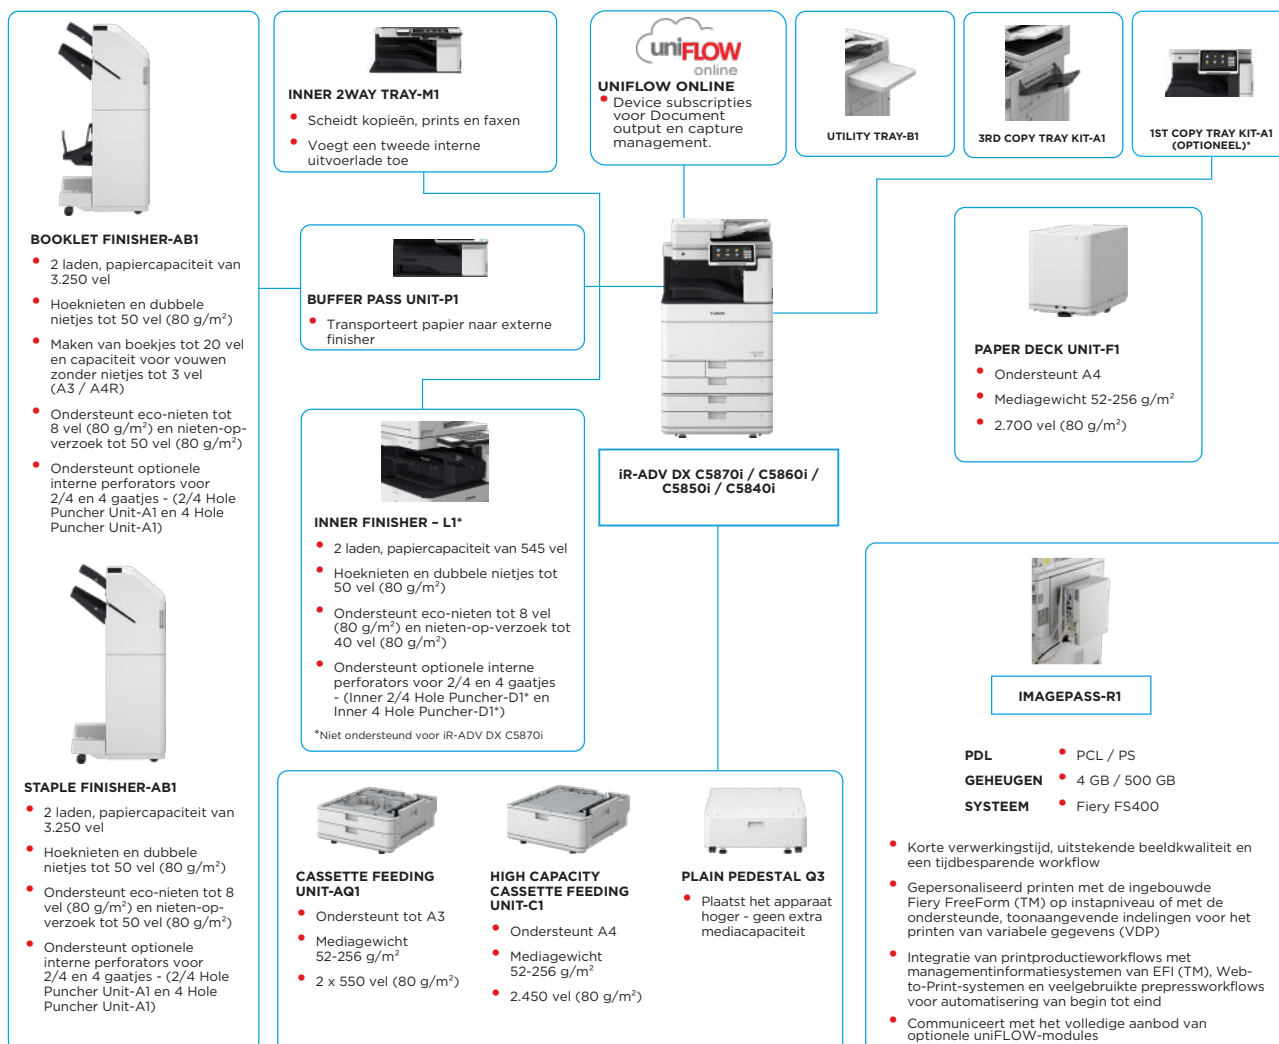 BOOKLET FINISHER-AB1
• 2 laden, papiercapaciteit van
3.250 vel
• Hoeknieten en dubbele
nietjes tot 50 vel (80 g/m²)
• Maken van boekjes tot 20 vel
en capaciteit voor vouwen
zonder nietjes tot 3 vel
(A3 / A4R)
• Ondersteunt eco-nieten tot
8 vel (80 g/m²) en nieten-op-
verzoek tot 50 vel (80 g/m²)
• Ondersteunt optionele
interne perforators voor
2/4 en 4 gaatjes - (2/4 Hole
Puncher Unit-A1 en 4 Hole
Puncher Unit-A1)
STAPLE FINISHER-AB1
• 2 laden, papiercapaciteit van
3.250 vel
• Hoeknieten en dubbele
nietjes tot 50 vel (80 g/m²)
• Ondersteunt eco-nieten tot 8
vel (80 g/m²) en nieten-op-
verzoek tot 50 vel (80 g/m²)
• Ondersteunt optionele
interne perforators voor
2/4 en 4 gaatjes - (2/4 Hole
Puncher Unit-A1 en 4 Hole
Puncher Unit-A1)
INNER 2WAY TRAY-M1
• Scheidt kopieën, prints en faxen
• Voegt een tweede interne
uitvoerlade toe
BUFFER PASS UNIT-P1
• Transporteert papier naar externe
finisher
INNER FINISHER – L1*
• 2 laden, papiercapaciteit van 545 vel
• Hoeknieten en dubbele nietjes tot
50 vel (80 g/m²)
• Ondersteunt eco-nieten tot 8 vel
(80 g/m²) en nieten-op-verzoek tot
40 vel (80 g/m²)
• Ondersteunt optionele interne
perforators voor 2/4 en 4 gaatjes
- (Inner 2/4 Hole Puncher-D1* en
Inner 4 Hole Puncher-D1*)
*Niet ondersteund voor iR-ADV DX C5870i
uniFLOW
online
UNIFLOW ONLINE
• Device subscripties
voor Document
output en capture
management.
UTILITY TRAY-B1
3RD COPY TRAY KIT-A1
1ST COPY TRAY KIT-A1
(OPTIONEEL)*
Canon
iR-ADV DX C5870i / C5860i /
C5850i / C5840i
PAPER DECK UNIT-F1
• Ondersteunt A4
• Mediagewicht 52-256 g/m²
• 2.700 vel (80 g/m²)
CASSETTE FEEDING
UNIT-AQ1
• Ondersteunt tot A3
• Mediagewicht
52-256 g/m²
• 2 x 550 vel (80 g/m²)
HIGH CAPACITY
CASSETTE FEEDING
UNIT-C1
• Ondersteunt A4
• Mediagewicht
52-256 g/m²
• 2.450 vel (80 g/m²)
PLAIN PEDESTAL Q3
• Plaatst het apparaat
hoger - geen extra
mediacapaciteit
IMAGEPASS-R1
PDL • PCL / PS
GEHEUGEN • 4 GB / 500 GB
SYSTEEM • Fiery FS400
• Korte verwerkingstijd, uitstekende beeldkwaliteit en
een tijdbesparende workflow
• Gepersonaliseerd printen met de ingebouwde
Fiery FreeForm (TM) op instapniveau of met de
ondersteunde, toonaangevende indelingen voor het
printen van variabele gegevens (VDP)
• Integratie van printproductieworkflows met
managementinformatiesystemen van EFI (TM), Web-
to-Print-systemen en veelgebruikte prepressworkflows
voor automatisering van begin tot eind
• Communiceert met het volledige aanbod van
optionele uniFLOW-modules